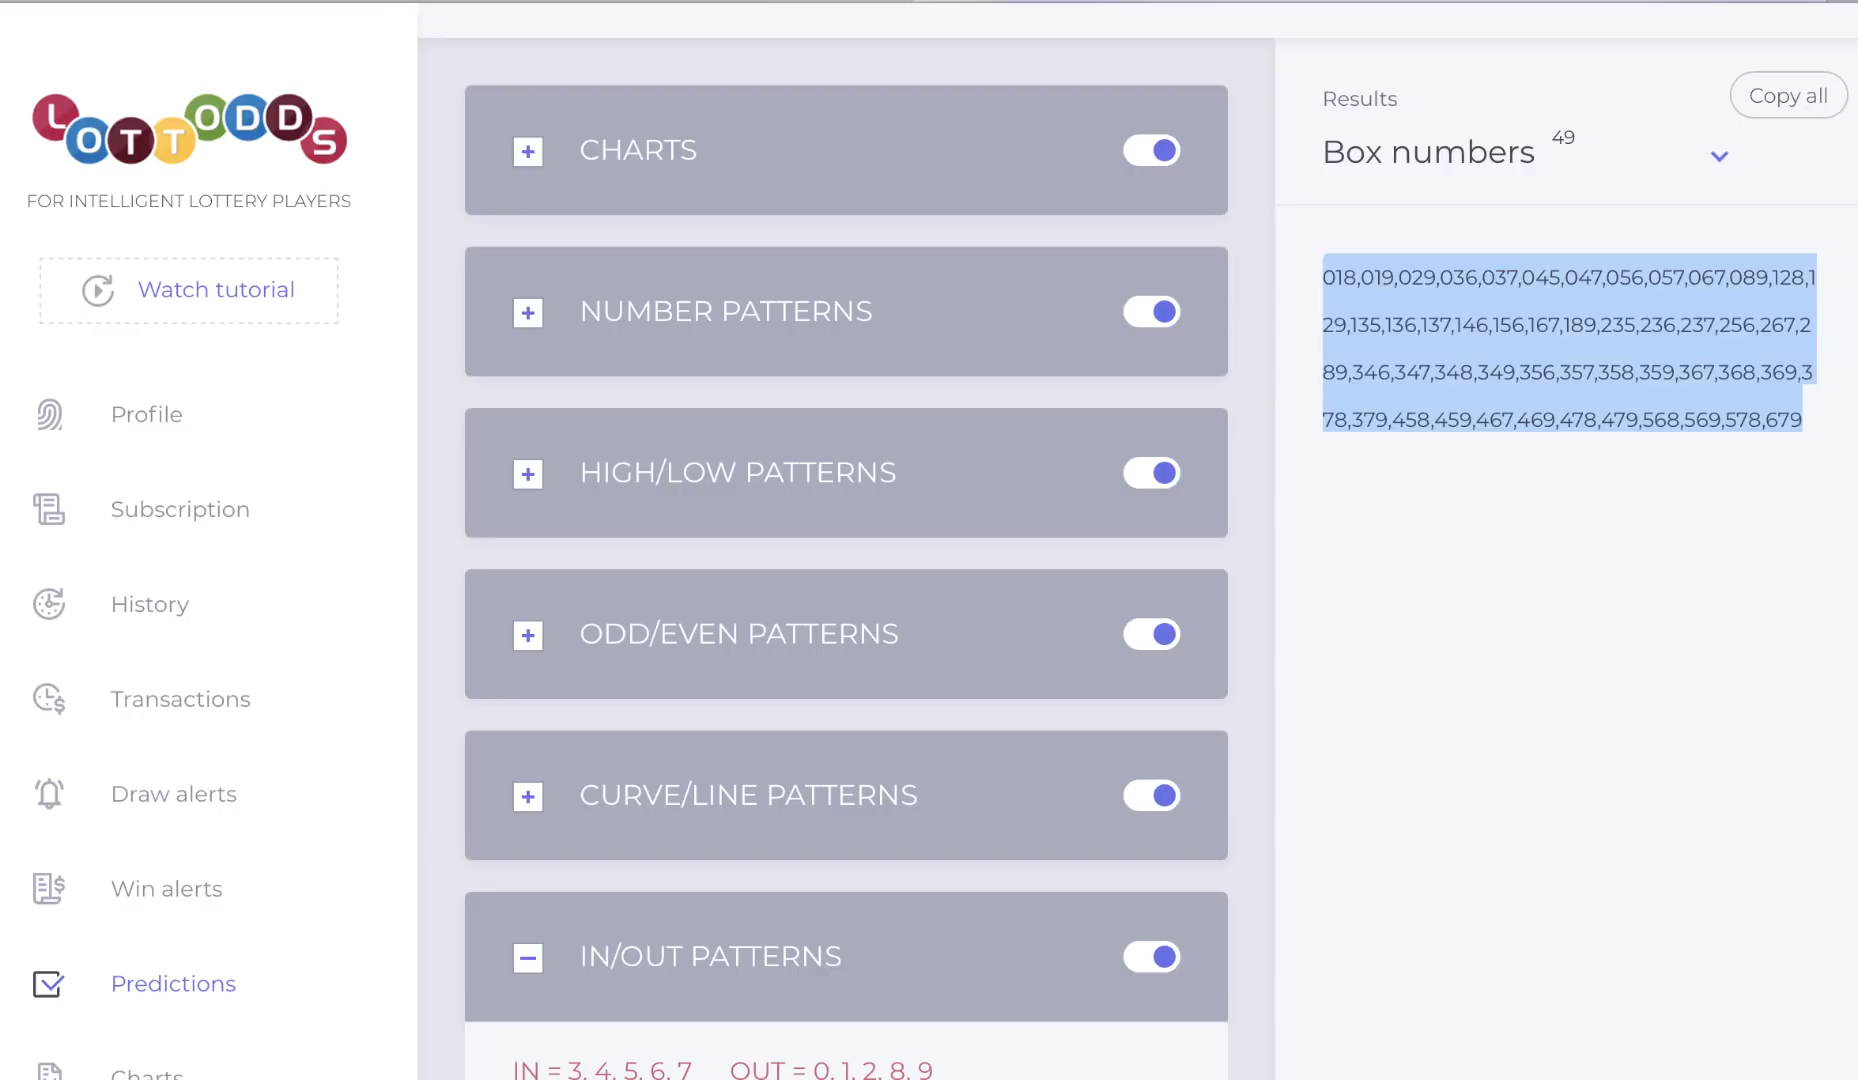 LOTTODDS
FOR INTELLIGENT LOTTERY PLAYERS
Watch tutorial
Profile
Subscription
History
Transactions
Draw alerts
Win alerts
Predictions
Charts
CHARTS
NUMBER PATTERNS
HIGH/LOW PATTERNS
ODD/EVEN PATTERNS
CURVE/LINE PATTERNS
IN/OUT PATTERNS
IN = 3, 4, 5, 6, 7 OUT = 0, 1, 2, 8, 9
Results
Copy all
Box numbers 49
018,019,029,036,037,045,047,056,057,067,089,128,1
29,135,136,137,146,156,167,189,235,236,237,256,267,2
89,346,347,348,349,356,357,358,359,367,368,369,3
78,379,458,459,467,469,478,479,568,569,578,679